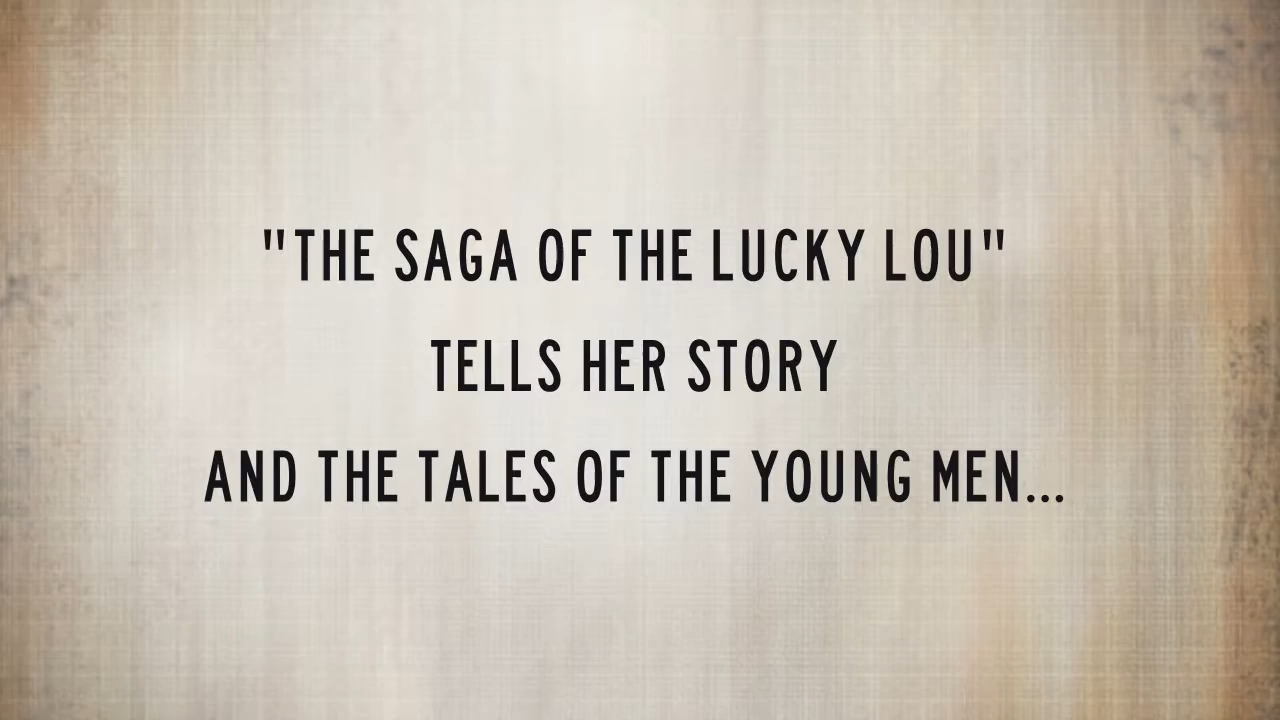 "THE SAGA OF THE LUCKY LOU"
TELLS HER STORY
AND THE TALES OF THE YOUNG MEN...